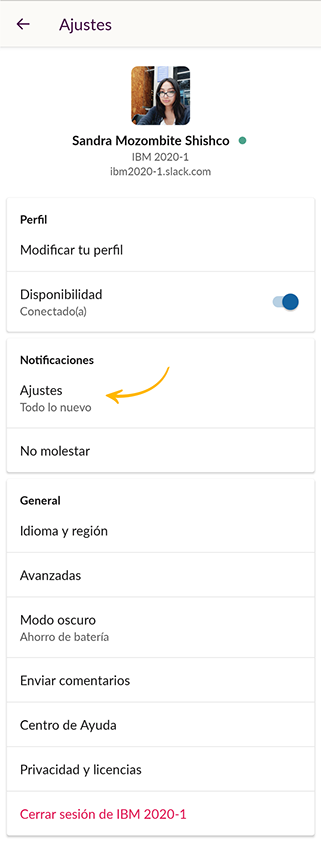 Ajustes
Sandra Mozombite Shishco
IBM 2020-1
ibm2020-1.slack.com
Perfil
Modificar tu perfil
Disponibilidad
Conectado(a)
Notificaciones
Ajustes
Todo lo nuevo
No molestar
General
Idioma y región
Avanzadas
Modo oscuro
Ahorro de batería
Enviar comentarios
Centro de Ayuda
Privacidad y licencias
Cerrar sesión de IBM 2020-1